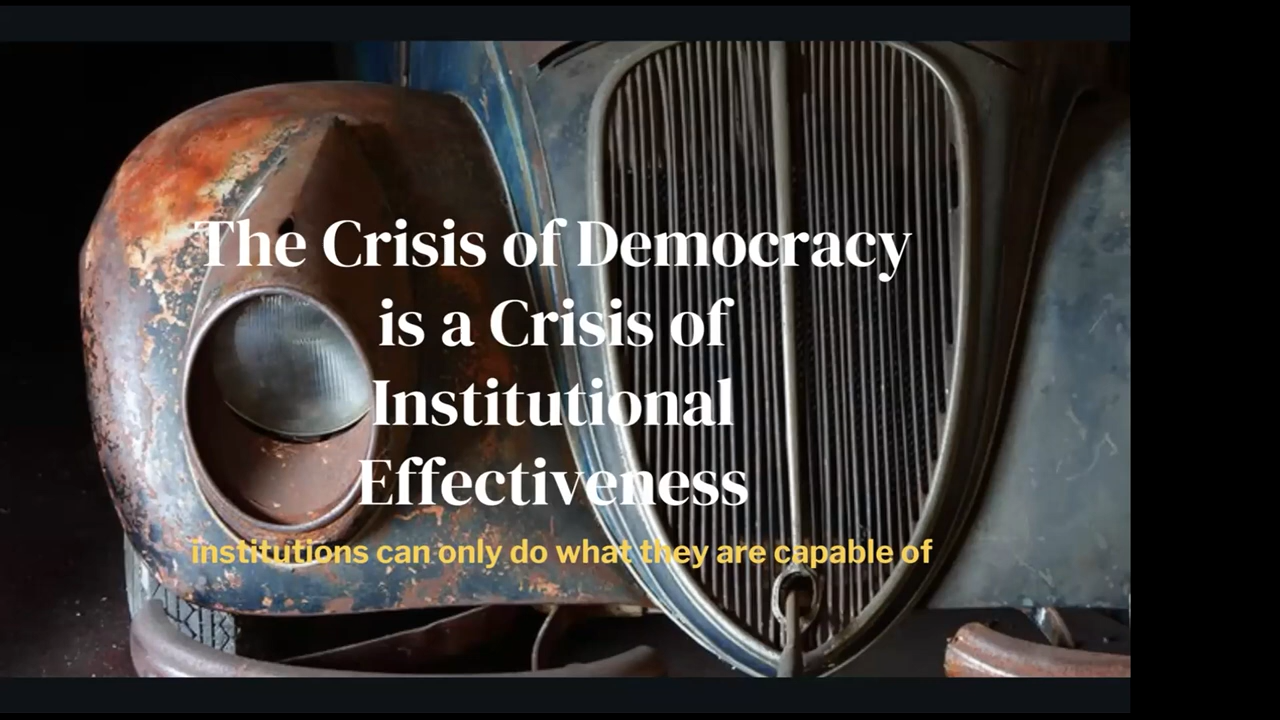 The Crisis of Democracy
is a Crisis of
Institutional
Effectiveness
institutions can only do what they are capable of